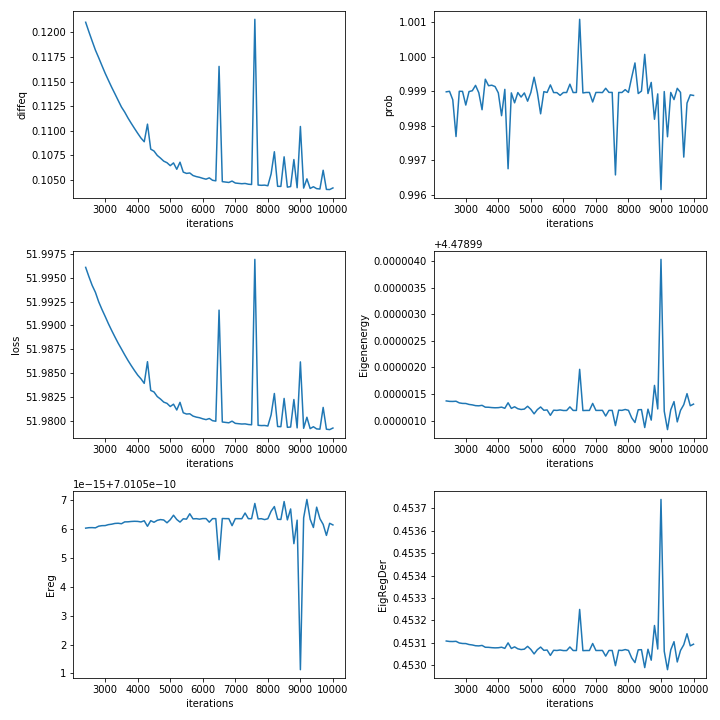 0.1200
0.1175
0.1150
0.1125
0.1100
0.1075
0.1050
diffeq
3000 4000 5000 6000 7000 8000 9000 10000
iterations
1.001
1.000
0.999
0.998
0.997
0.996
prob
3000 4000 5000 6000 7000 8000 9000 10000
iterations
51.9975
51.9950
51.9925
51.9900
51.9875
51.9850
51.9825
51.9800
loss
3000 4000 5000 6000 7000 8000 9000 10000
iterations
+4.47899
0.0000040
0.0000035
0.0000030
0.0000025
0.0000020
0.0000015
0.0000010
Eigenenergy
3000 4000 5000 6000 7000 8000 9000 10000
iterations
1e−15+7.0105e−10
7
6
5
4
3
2
1
Ereg
3000 4000 5000 6000 7000 8000 9000 10000
iterations
0.4537
0.4536
0.4535
0.4534
0.4533
0.4532
0.4531
0.4530
EigRegDer
3000 4000 5000 6000 7000 8000 9000 10000
iterations